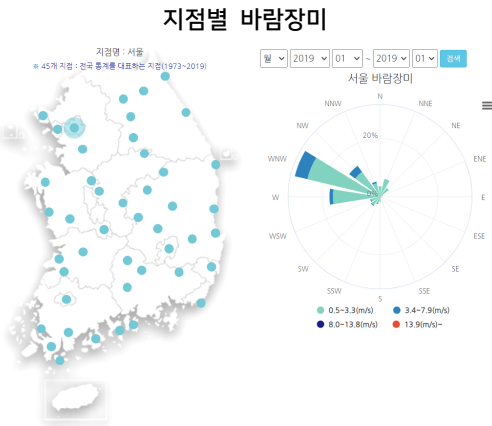 지점별 바람장미
지점명 : 서울
※ 45개 지점 : 전국 통계를 대표하는 지점(1973~2019)
월 2019 01 ~ 2019 01 검색
서울 바람장미
N
NNW NNE
NW NE
20%
WNW ENE
0%
W E
WSW ESE
SW SE
SSW SSE
S
0.5~3.3(m/s) 3.4~7.9(m/s)
8.0~13.8(m/s) 13.9(m/s)~